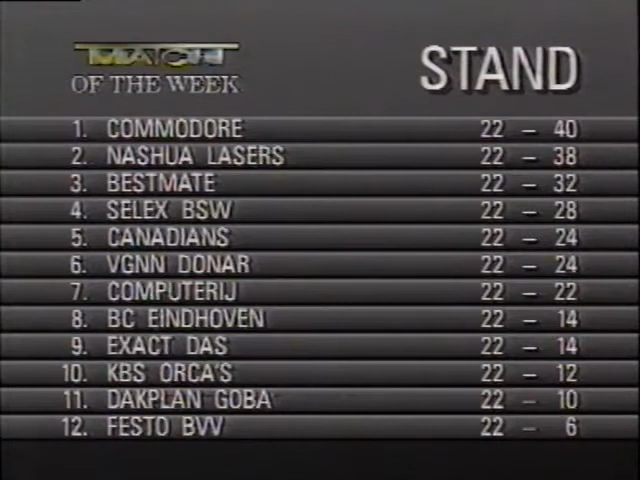 MATCH
OF THE WEEK
STAND
1. COMMODORE 22 – 40
2. NASHUA LASERS 22 – 38
3. BESTMATE 22 – 32
4. SELEX BSW 22 – 28
5. CANADIANS 22 – 24
6. VGNN DONAR 22 – 24
7. COMPUTERIJ 22 – 22
8. BC EINDHOVEN 22 – 14
9. EXACT DAS 22 – 14
10. KBS ORCA'S 22 – 12
11. DAKPLAN GOBA 22 – 10
12. FESTO BVV 22 – 6